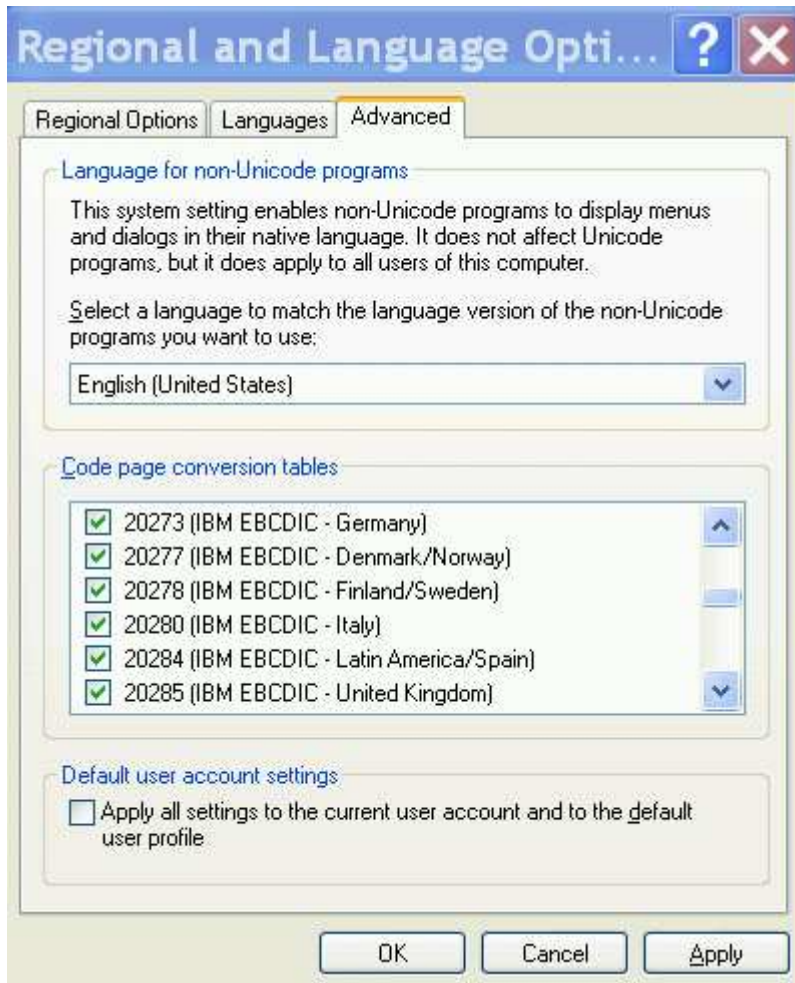 Regional and Language Opti...
Regional Options Languages Advanced
Language for non-Unicode programs
This system setting enables non-Unicode programs to display menus
and dialogs in their native language. It does not affect Unicode
programs, but it does apply to all users of this computer.
Select a language to match the language version of the non-Unicode
programs you want to use:
English (United States)
Code page conversion tables
20273 (IBM EBCDIC - Germany)
20277 (IBM EBCDIC - Denmark/Norway)
20278 (IBM EBCDIC - Finland/Sweden)
20280 (IBM EBCDIC - Italy)
20284 (IBM EBCDIC - Latin America/Spain)
20285 (IBM EBCDIC - United Kingdom)
Default user account settings
Apply all settings to the current user account and to the default
user profile
OK Cancel Apply